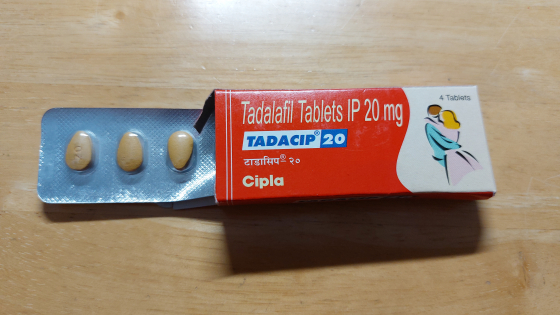 4 Tablets
Tadalafil Tablets IP 20 mg
TADACIP® 20
टाडासिप® २०
Cipla